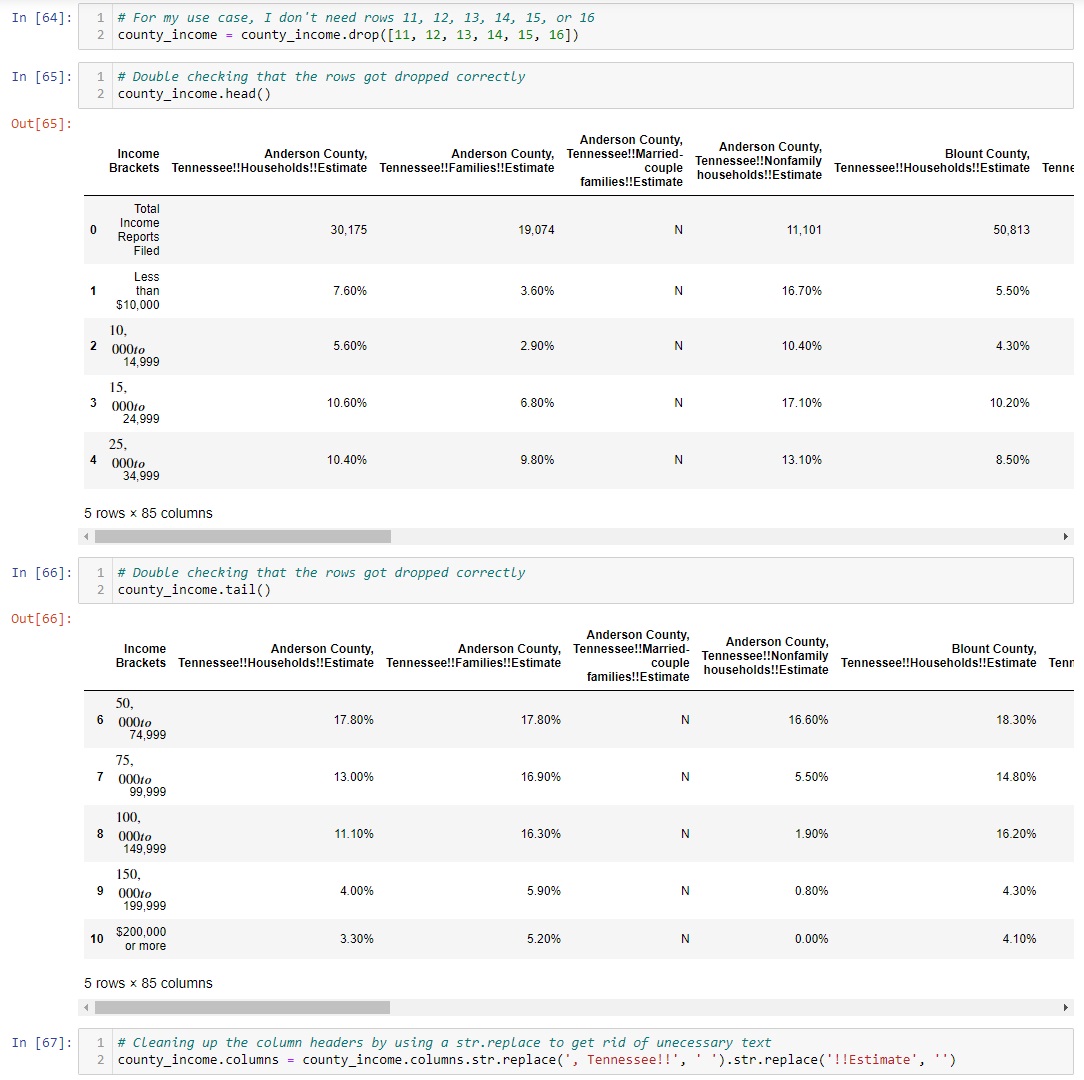 In [64]:
1 # For my use case, I don't need rows 11, 12, 13, 14, 15, or 16
2 county_income = county_income.drop([11, 12, 13, 14, 15, 16])
In [65]:
1 # Double checking that the rows got dropped correctly
2 county_income.head()
Out[65]:
Income Brackets Anderson County, Tennessee!!Households!!Estimate Anderson County, Tennessee!!Families!!Estimate Anderson County, Tennessee!!Married-couple families!!Estimate Anderson County, Tennessee!!Nonfamily households!!Estimate Blount County, Tennessee!!Households!!Estimate Tenne
0 Total Income Reports Filed 30,175 19,074 N 11,101 50,813
1 Less than $10,000 7.60% 3.60% N 16.70% 5.50%
2 10, 000to 14,999 5.60% 2.90% N 10.40% 4.30%
3 15, 000to 24,999 10.60% 6.80% N 17.10% 10.20%
4 25, 000to 34,999 10.40% 9.80% N 13.10% 8.50%
5 rows × 85 columns
In [66]:
1 # Double checking that the rows got dropped correctly
2 county_income.tail()
Out[66]:
Income Brackets Anderson County, Tennessee!!Households!!Estimate Anderson County, Tennessee!!Families!!Estimate Anderson County, Tennessee!!Married-couple families!!Estimate Anderson County, Tennessee!!Nonfamily households!!Estimate Blount County, Tennessee!!Households!!Estimate Tenn
6 50, 000to 74,999 17.80% 17.80% N 16.60% 18.30%
7 75, 000to 99,999 13.00% 16.90% N 5.50% 14.80%
8 100, 000to 149,999 11.10% 16.30% N 1.90% 16.20%
9 150, 000to 199,999 4.00% 5.90% N 0.80% 4.30%
10 $200,000 or more 3.30% 5.20% N 0.00% 4.10%
5 rows × 85 columns
In [67]:
1 # Cleaning up the column headers by using a str.replace to get rid of unecessary text
2 county_income.columns = county_income.columns.str.replace(', Tennessee!!', ' ').str.replace('!!Estimate', '')